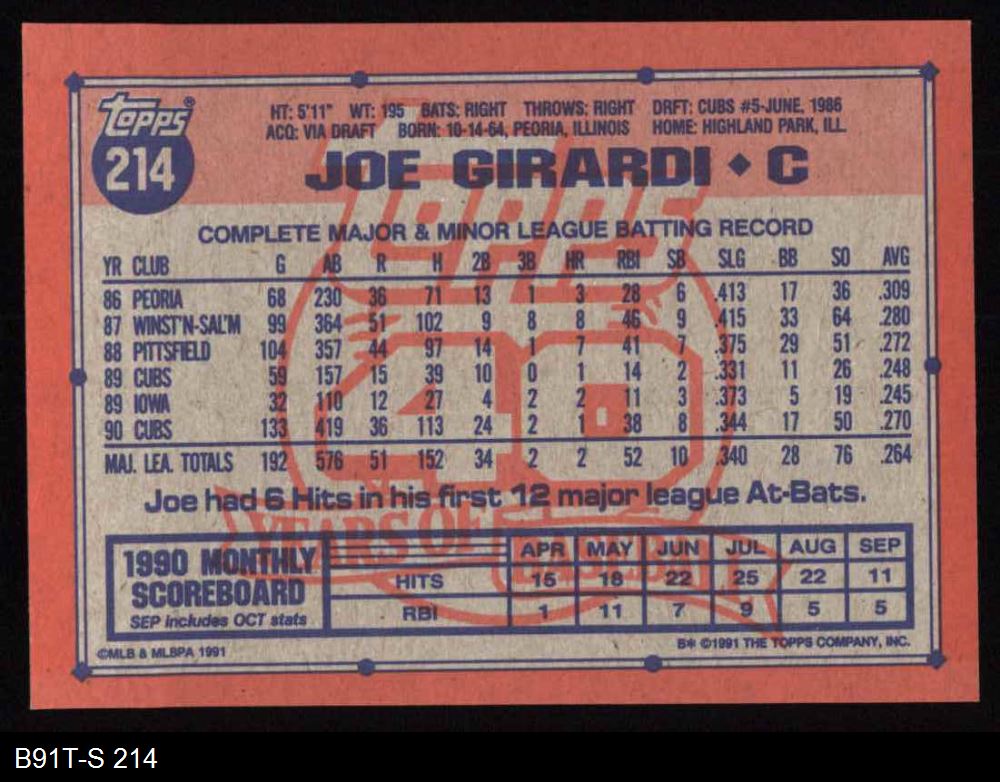 Topps®
214
HT: 5'11" WT: 195 BATS: RIGHT THROWS: RIGHT DRFT: CUBS #5-JUNE, 1986
ACQ: VIA DRAFT BORN: 10-14-64, PEORIA, ILLINOIS HOME: HIGHLAND PARK, ILL.
JOE GIRARDI ◆ C
Topps
COMPLETE MAJOR & MINOR LEAGUE BATTING RECORD
YR CLUB G AB R H 2B 3B HR RBI SB SLG BB SO AVG
86 PEORIA 68 230 36 71 13 1 3 28 6 .413 17 36 .309
87 WINST'N-SAL'M 99 364 51 102 9 8 8 46 9 .415 33 64 .280
88 PITTSFIELD 104 357 44 97 14 1 7 41 7 .375 29 51 .272
89 CUBS 59 157 15 39 10 0 1 14 2 .331 11 26 .248
89 IOWA 32 110 12 27 4 2 2 11 3 .373 5 19 .245
90 CUBS 133 419 36 113 24 2 1 38 8 .344 17 50 .270
MAJ. LEA. TOTALS 192 576 51 152 34 2 2 52 10 .340 28 76 .264
40
Joe had 6 Hits in his first 12 major league At-Bats.
YEARS OF
BASEBALL
1990 MONTHLY
SCOREBOARD
SEP includes OCT stats
APR MAY JUN JUL AUG SEP
HITS 15 18 22 25 22 11
RBI 1 11 7 9 5 5
©MLB & MLBPA 1991
B* ©1991 THE TOPPS COMPANY, INC.
B91T-S 214